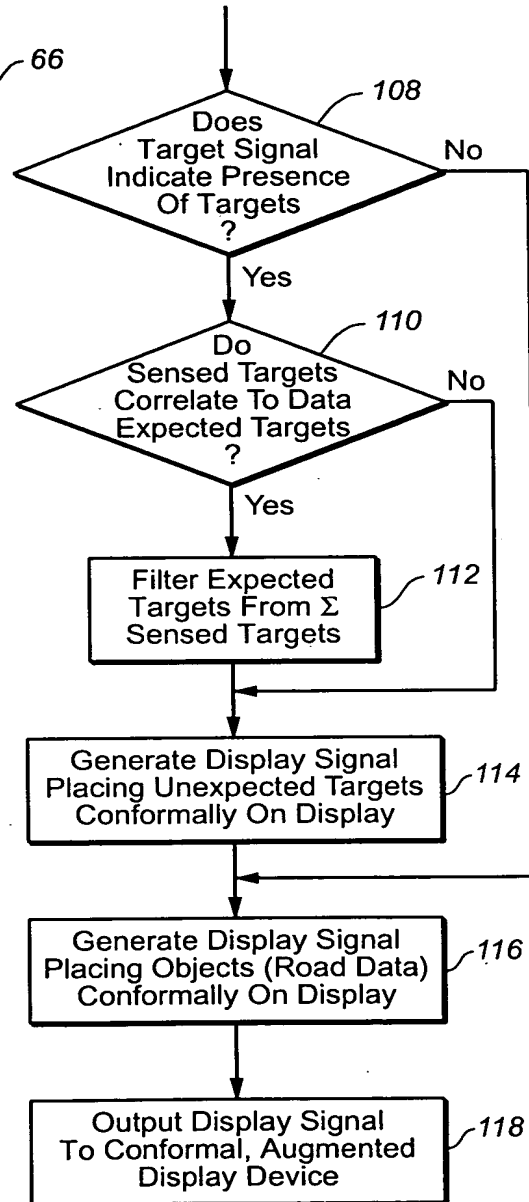 66
108
Does
Target Signal
Indicate Presence
Of Targets
?
No
Yes
110
Do
Sensed Targets
Correlate To Data
Expected Targets
?
No
Yes
Filter Expected
Targets From Σ
Sensed Targets
112
Generate Display Signal
Placing Unexpected Targets
Conformally On Display
114
Generate Display Signal
Placing Objects (Road Data)
Conformally On Display
116
Output Display Signal
To Conformal, Augmented
Display Device
118